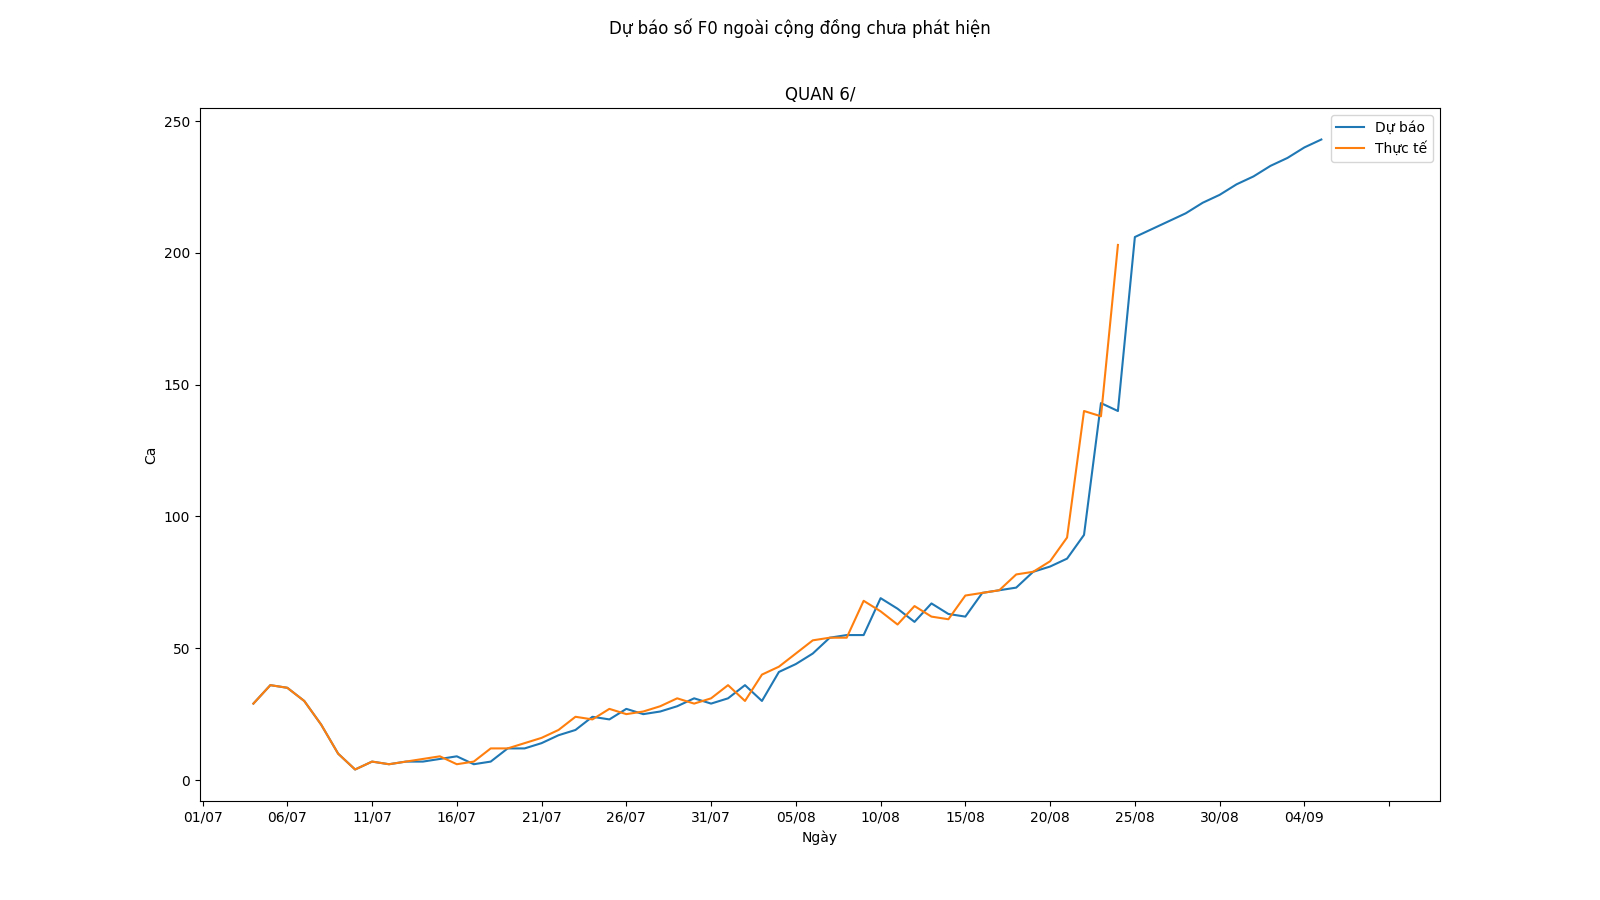 Dự báo số F0 ngoài cộng đồng chưa phát hiện
QUAN 6/
Dự báo
Thực tế
250
200
150
100
50
0
Ca
01/07 06/07 11/07 16/07 21/07 26/07 31/07 05/08 10/08 15/08 20/08 25/08 30/08 04/09
Ngày